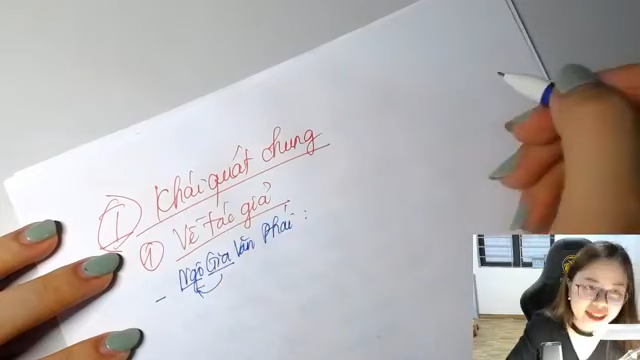 I Khái quát chung
1 Về tác giả
- Ngô Gia Văn Phái :